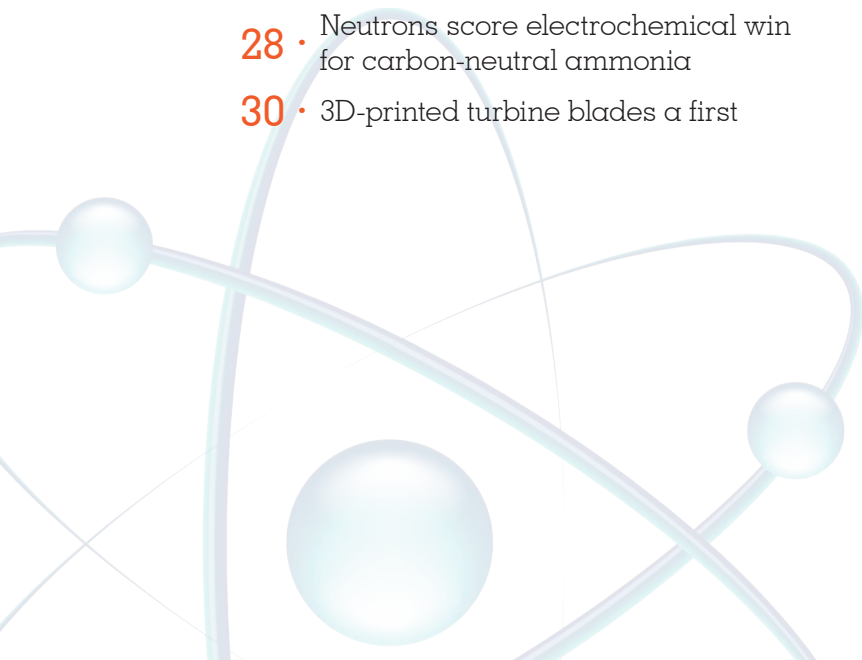 28 · Neutrons score electrochemical win
for carbon-neutral ammonia
30 · 3D-printed turbine blades a first